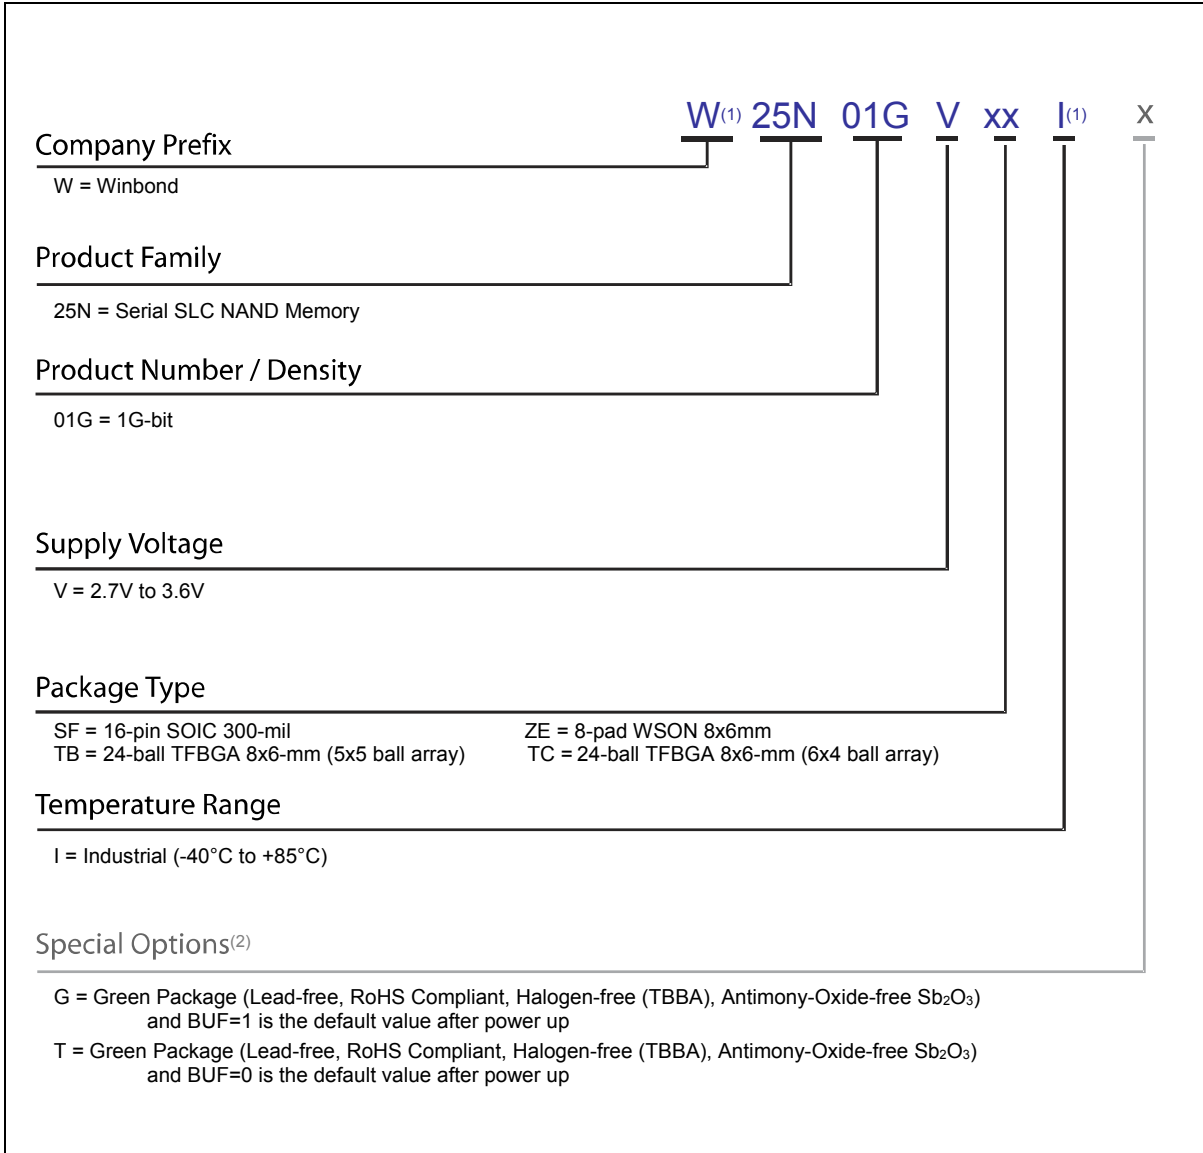 W(1) 25N 01G V xx I(1) x
Company Prefix
W = Winbond
Product Family
25N = Serial SLC NAND Memory
Product Number / Density
01G = 1G-bit
Supply Voltage
V = 2.7V to 3.6V
Package Type
SF = 16-pin SOIC 300-mil ZE = 8-pad WSON 8x6mm
TB = 24-ball TFBGA 8x6-mm (5x5 ball array) TC = 24-ball TFBGA 8x6-mm (6x4 ball array)
Temperature Range
I = Industrial (-40°C to +85°C)
Special Options(2)
G = Green Package (Lead-free, RoHS Compliant, Halogen-free (TBBA), Antimony-Oxide-free Sb₂O₃)
and BUF=1 is the default value after power up
T = Green Package (Lead-free, RoHS Compliant, Halogen-free (TBBA), Antimony-Oxide-free Sb₂O₃)
and BUF=0 is the default value after power up